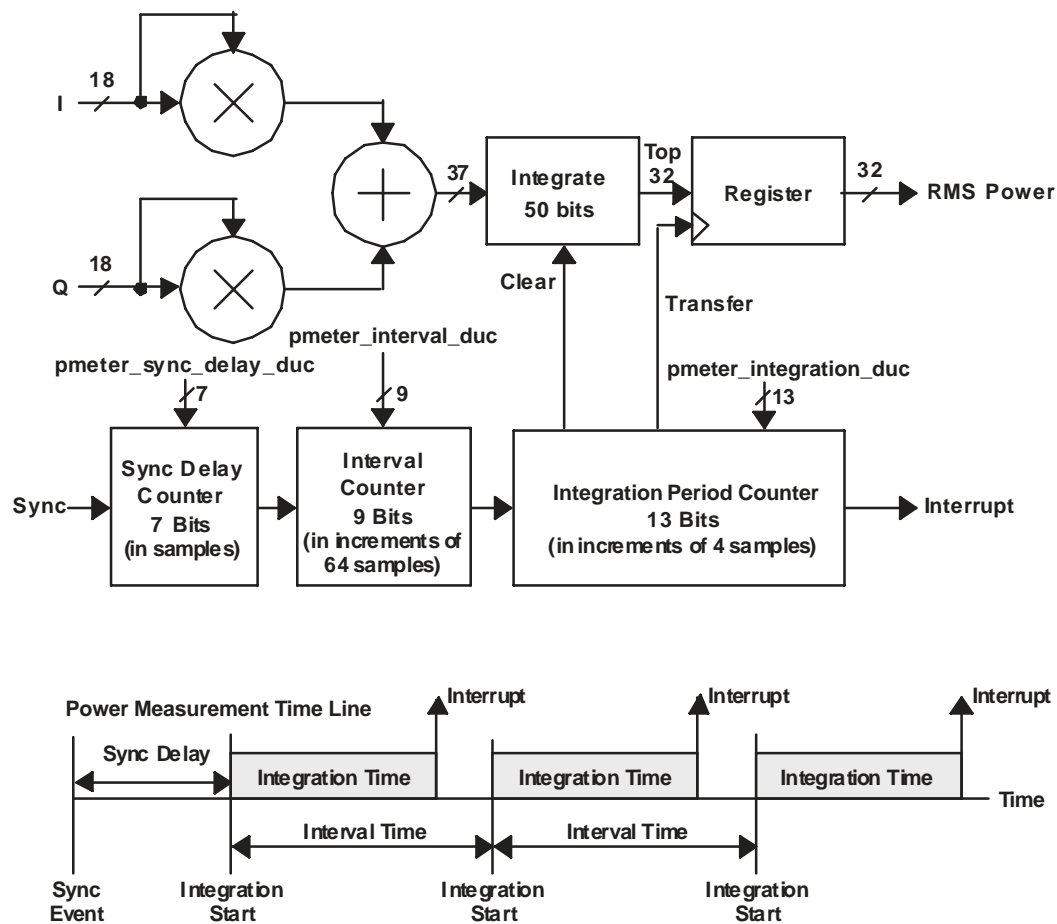 18
I
18
Q
37
Integrate
50 bits
Top
32
Register
32
RMS Power
Clear
Transfer
pmeter_interval_duc
pmeter_sync_delay_duc
pmeter_integration_duc
7
9
13
Sync
Sync Delay
Counter
7 Bits
(in samples)
Interval
Counter
9 Bits
(in increments of
64 samples)
Integration Period Counter
13 Bits
(in increments of 4 samples)
Interrupt
Power Measurement Time Line
Interrupt
Interrupt
Interrupt
Sync Delay
Integration Time
Integration Time
Integration Time
Time
Interval Time
Interval Time
Sync
Event
Integration
Start
Integration
Start
Integration
Start